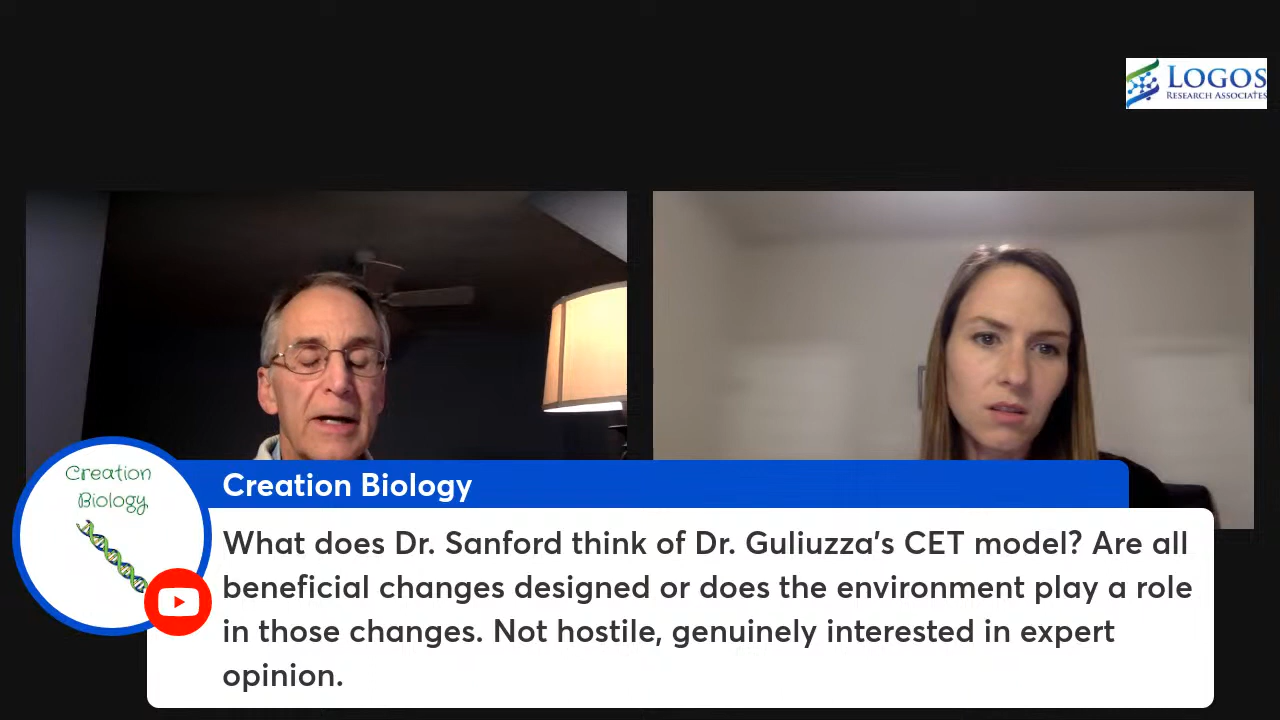 LOGOS
RESEARCH ASSOCIATES
Creation
Biology
Creation Biology
What does Dr. Sanford think of Dr. Guliuzza's CET model? Are all
beneficial changes designed or does the environment play a role
in those changes. Not hostile, genuinely interested in expert
opinion.